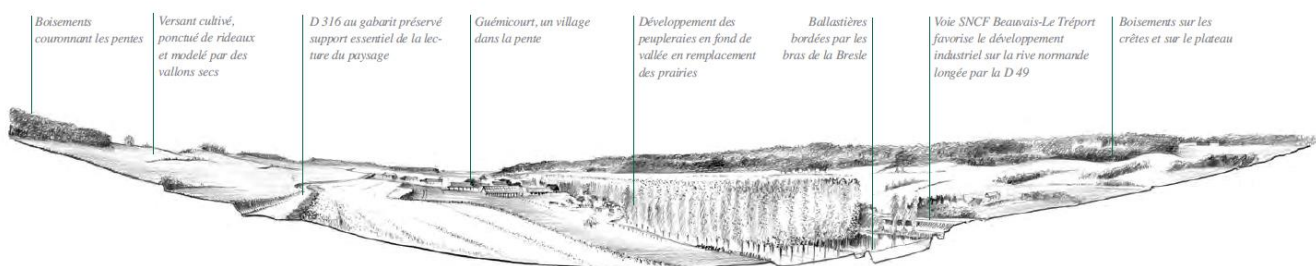 Boisements
couronnant les pentes
Versant cultivé,
ponctué de rideaux
et modelé par des
vallons secs
D 316 au gabarit préservé
support essentiel de la lec-
ture du paysage
Guémicourt, un village
dans la pente
Développement des
peupleraies en fond de
vallée en remplacement
des prairies
Ballastières
bordées par les
bras de la Bresle
Voie SNCF Beauvais-Le Tréport
favorise le développement
industriel sur la rive normande
longée par la D 49
Boisements sur les
crêtes et sur le plateau